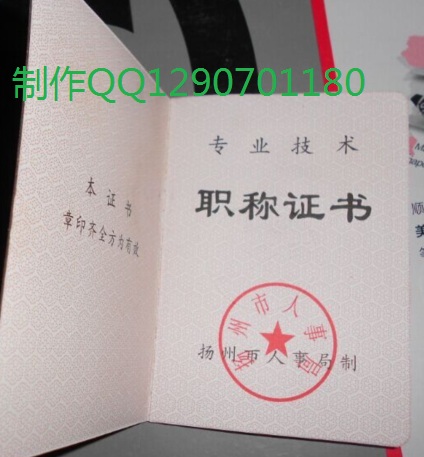 制作QQ1290701180
本证书
章印齐全方为有效
专业技术
职称证书
扬州市人事局
扬州市人事局制